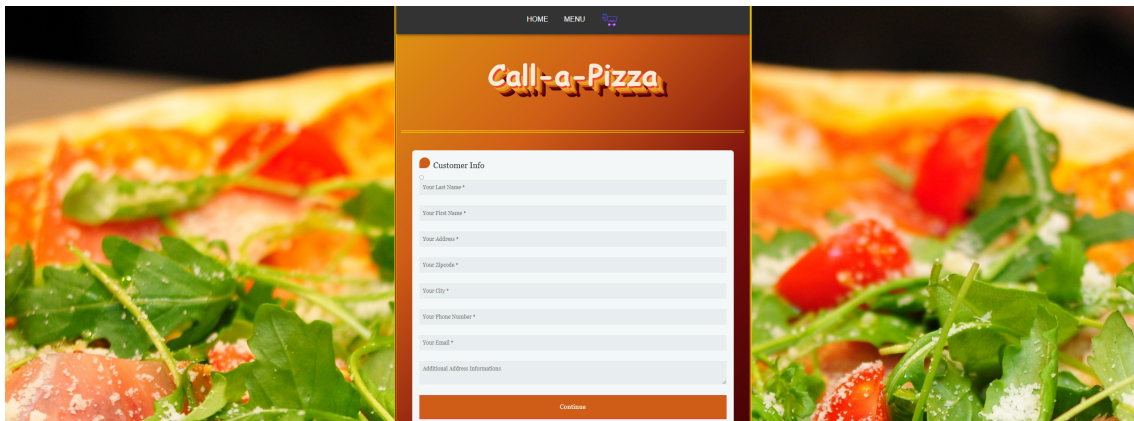 HOME MENU
Call-a-Pizza
Customer Info
Your Last Name *
Your First Name *
Your Address *
Your Zipcode *
Your City *
Your Phone Number *
Your Email *
Additional Address Informations
Continue